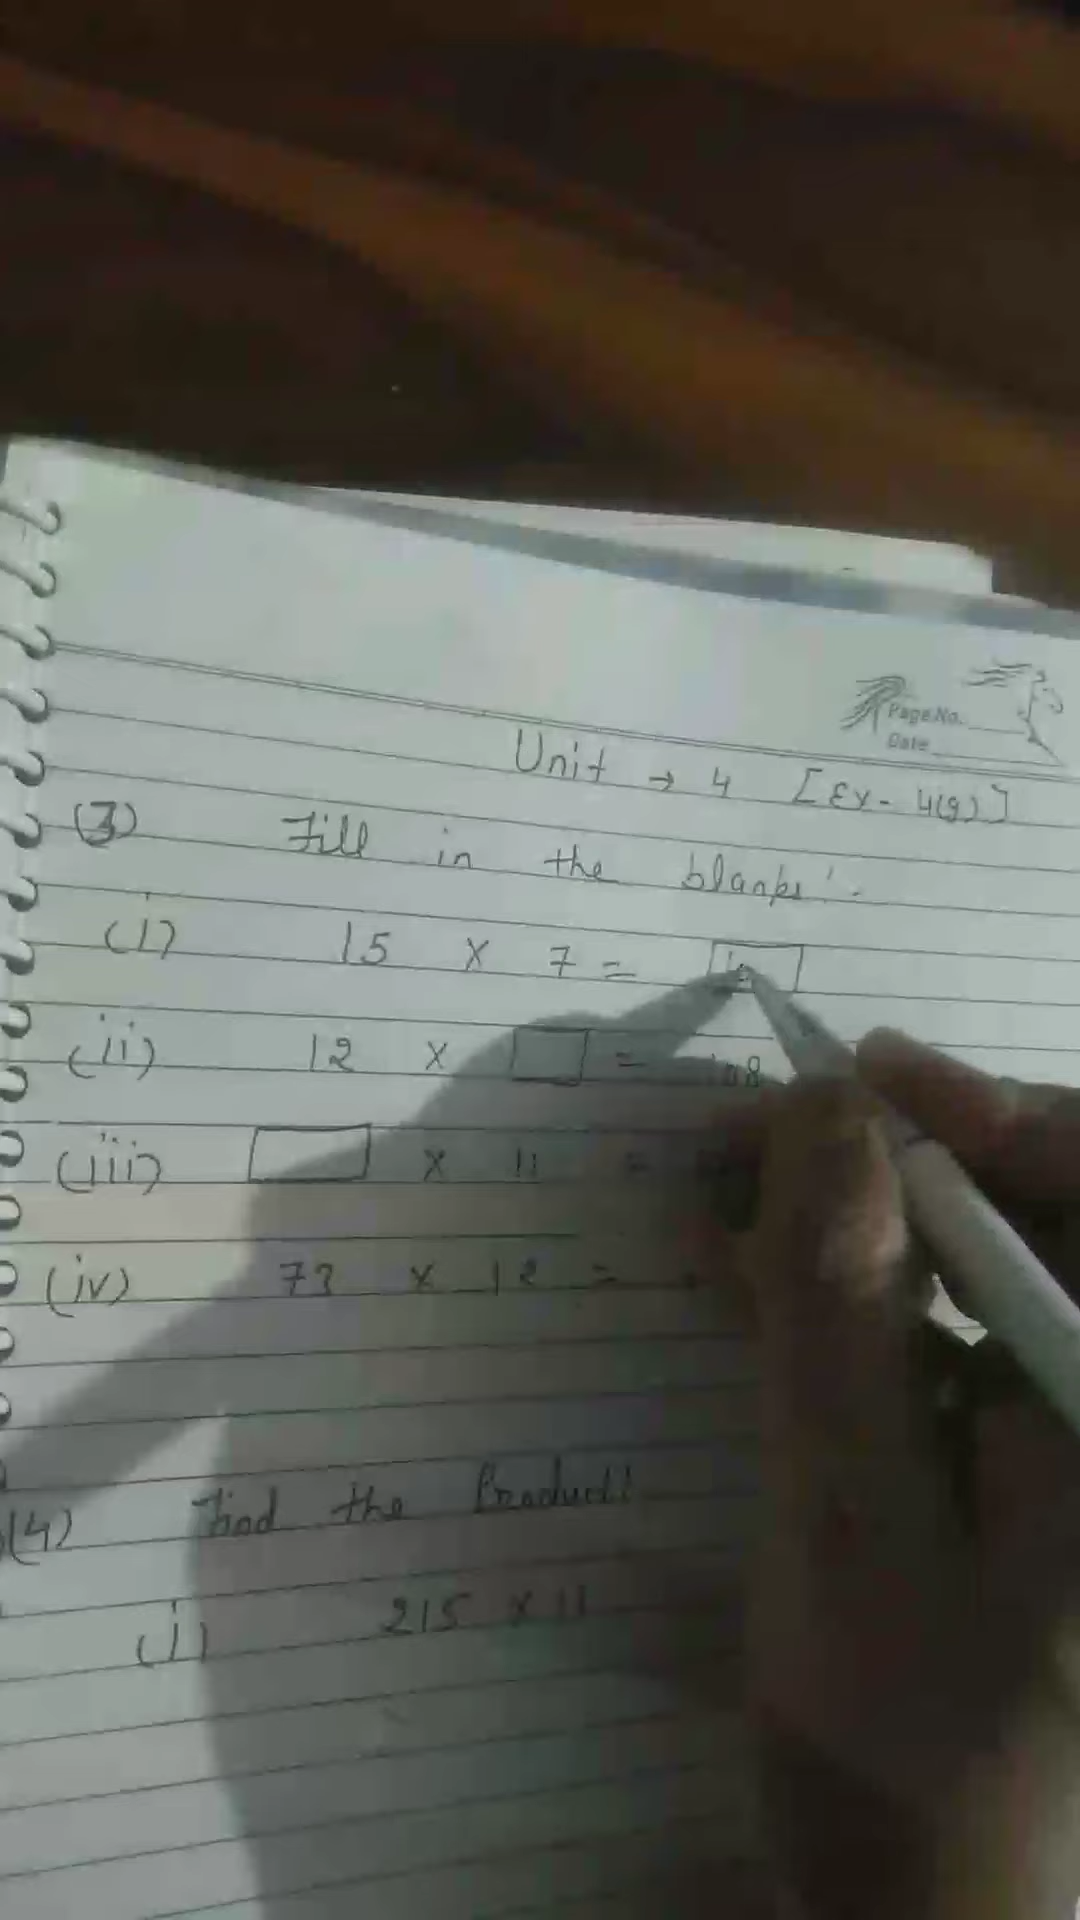 Page No.
Date
Unit → 4 [Ex- 4(g)]
(3) Fill in the blanks:-
(i) 15 x 7 =
(ii) 12 x = 108
(iii) x 11 =
(iv) x 12 =
(4) Find the Product:
(i) 215 x 11